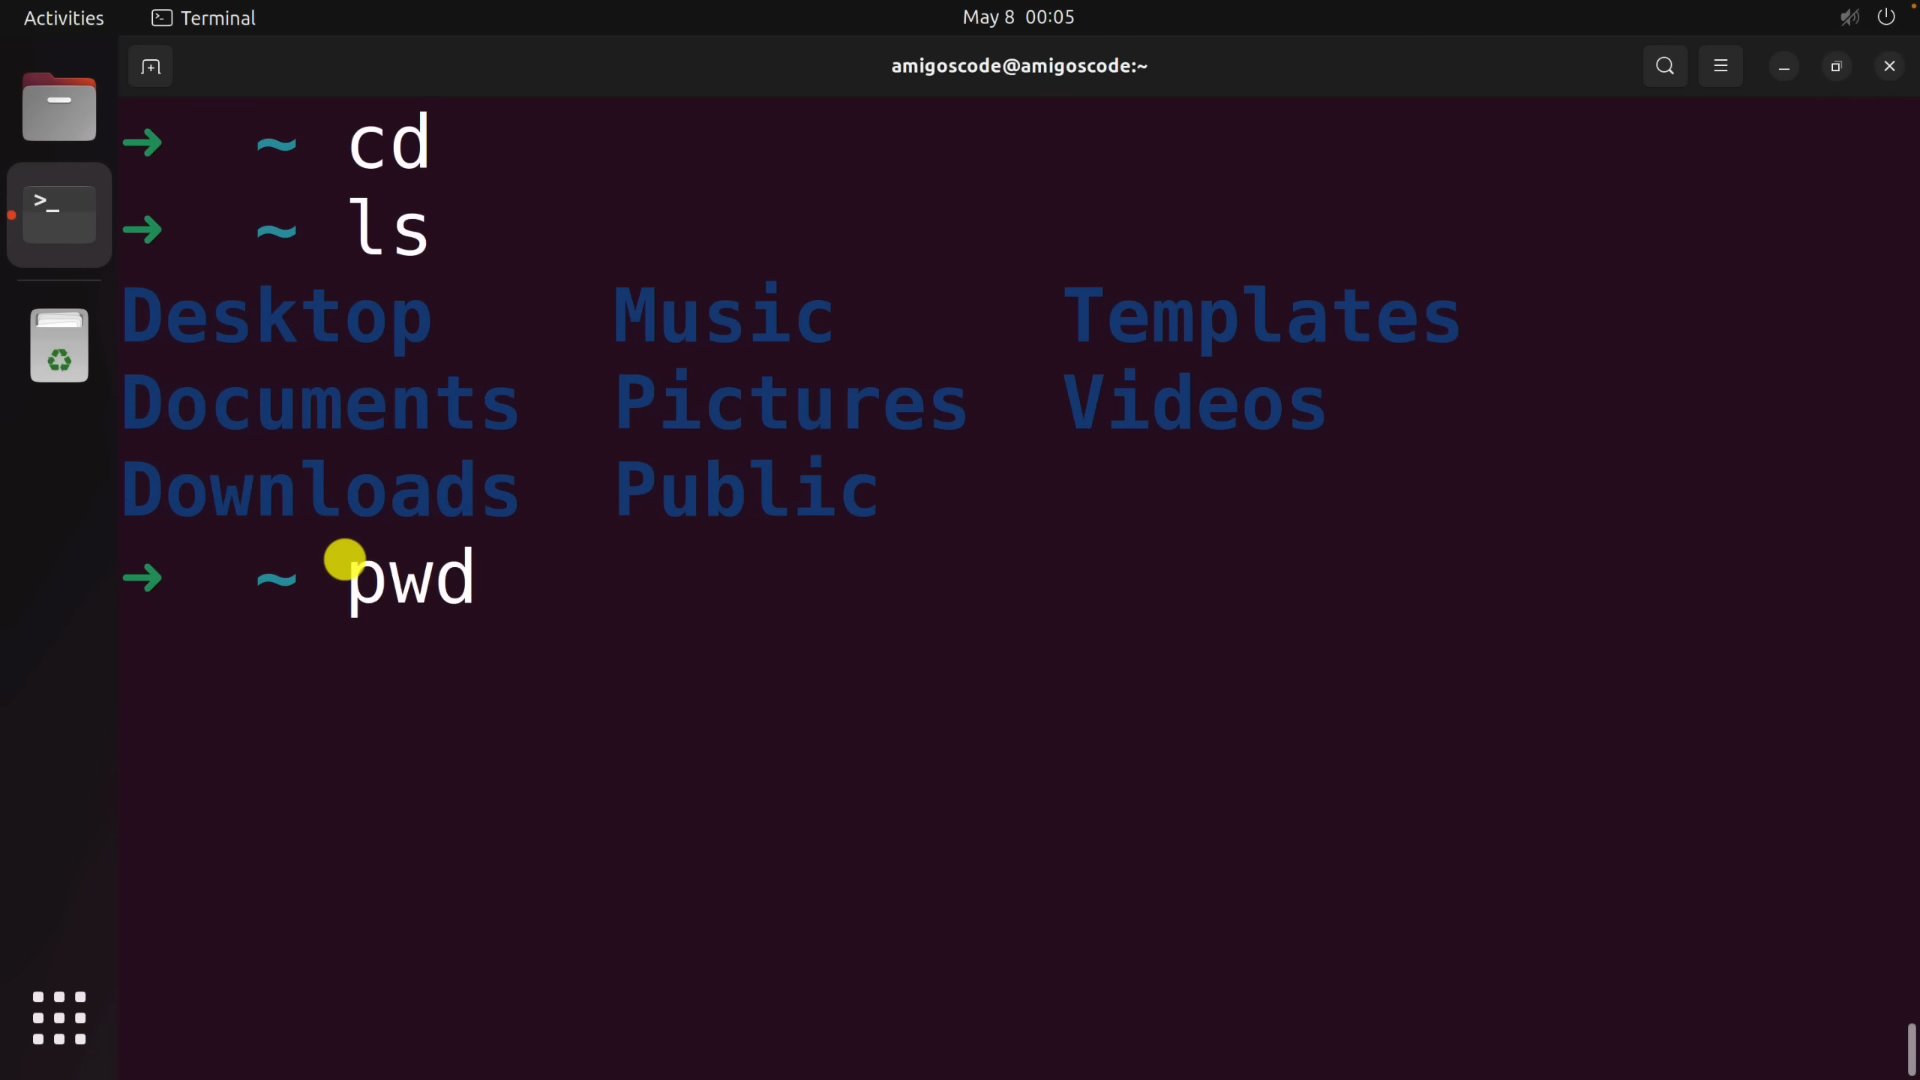 Activities Terminal May 8 00:05
amigoscode@amigoscode:~
➜ ~ cd
➜ ~ ls
Desktop Music Templates
Documents Pictures Videos
Downloads Public
➜ ~ pwd